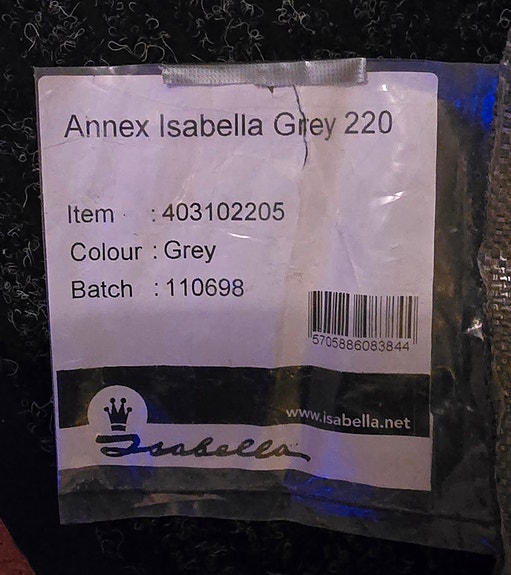 Annex Isabella Grey 220
Item : 403102205
Colour : Grey
Batch : 110698
5705886083844
www.isabella.net
Isabella